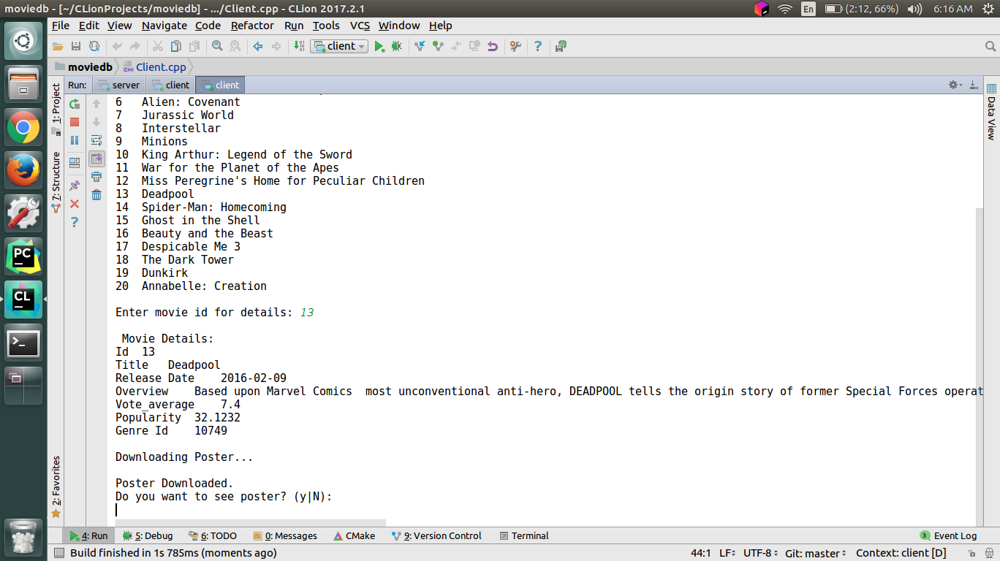 moviedb - [~/CLionProjects/moviedb] - .../Client.cpp - CLion 2017.2.1
En (2:12, 66%) 6:16 AM
File Edit View Navigate Code Refactor Run Tools VCS Window Help
client
moviedb Client.cpp
Run: server client client
1: Project
7: Structure
2: Favorites
Data View
PC
CL
6 Alien: Covenant
7 Jurassic World
8 Interstellar
9 Minions
10 King Arthur: Legend of the Sword
11 War for the Planet of the Apes
12 Miss Peregrine's Home for Peculiar Children
13 Deadpool
14 Spider-Man: Homecoming
15 Ghost in the Shell
16 Beauty and the Beast
17 Despicable Me 3
18 The Dark Tower
19 Dunkirk
20 Annabelle: Creation
Enter movie id for details: 13
Movie Details:
Id 13
Title Deadpool
Release Date 2016-02-09
Overview Based upon Marvel Comics most unconventional anti-hero, DEADPOOL tells the origin story of former Special Forces operat
Vote_average 7.4
Popularity 32.1232
Genre Id 10749
Downloading Poster...
Poster Downloaded.
Do you want to see poster? (y|N):
4: Run 5: Debug 6: TODO 0: Messages CMake 9: Version Control Terminal 3 Event Log
Build finished in 1s 785ms (moments ago) 44:1 LF UTF-8 Git: master Context: client [D]